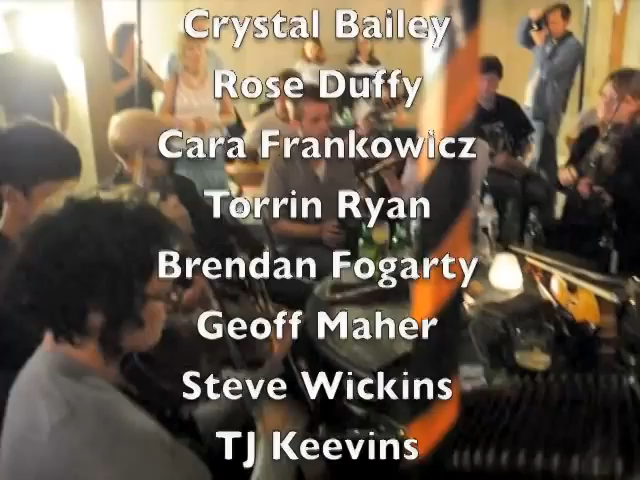 Crystal Bailey
Rose Duffy
Cara Frankowicz
Torrin Ryan
Brendan Fogarty
Geoff Maher
Steve Wickins
TJ Keevins